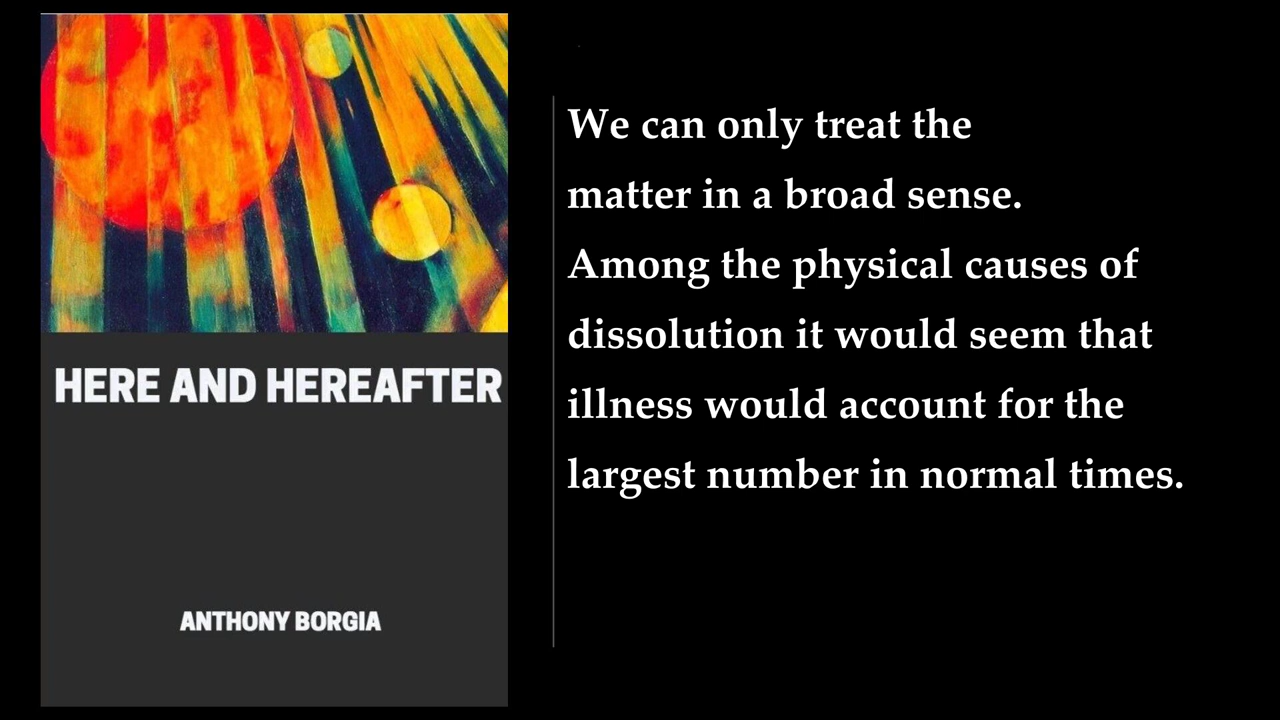 HERE AND HEREAFTER
ANTHONY BORGIA
We can only treat the
matter in a broad sense.
Among the physical causes of
dissolution it would seem that
illness would account for the
largest number in normal times.